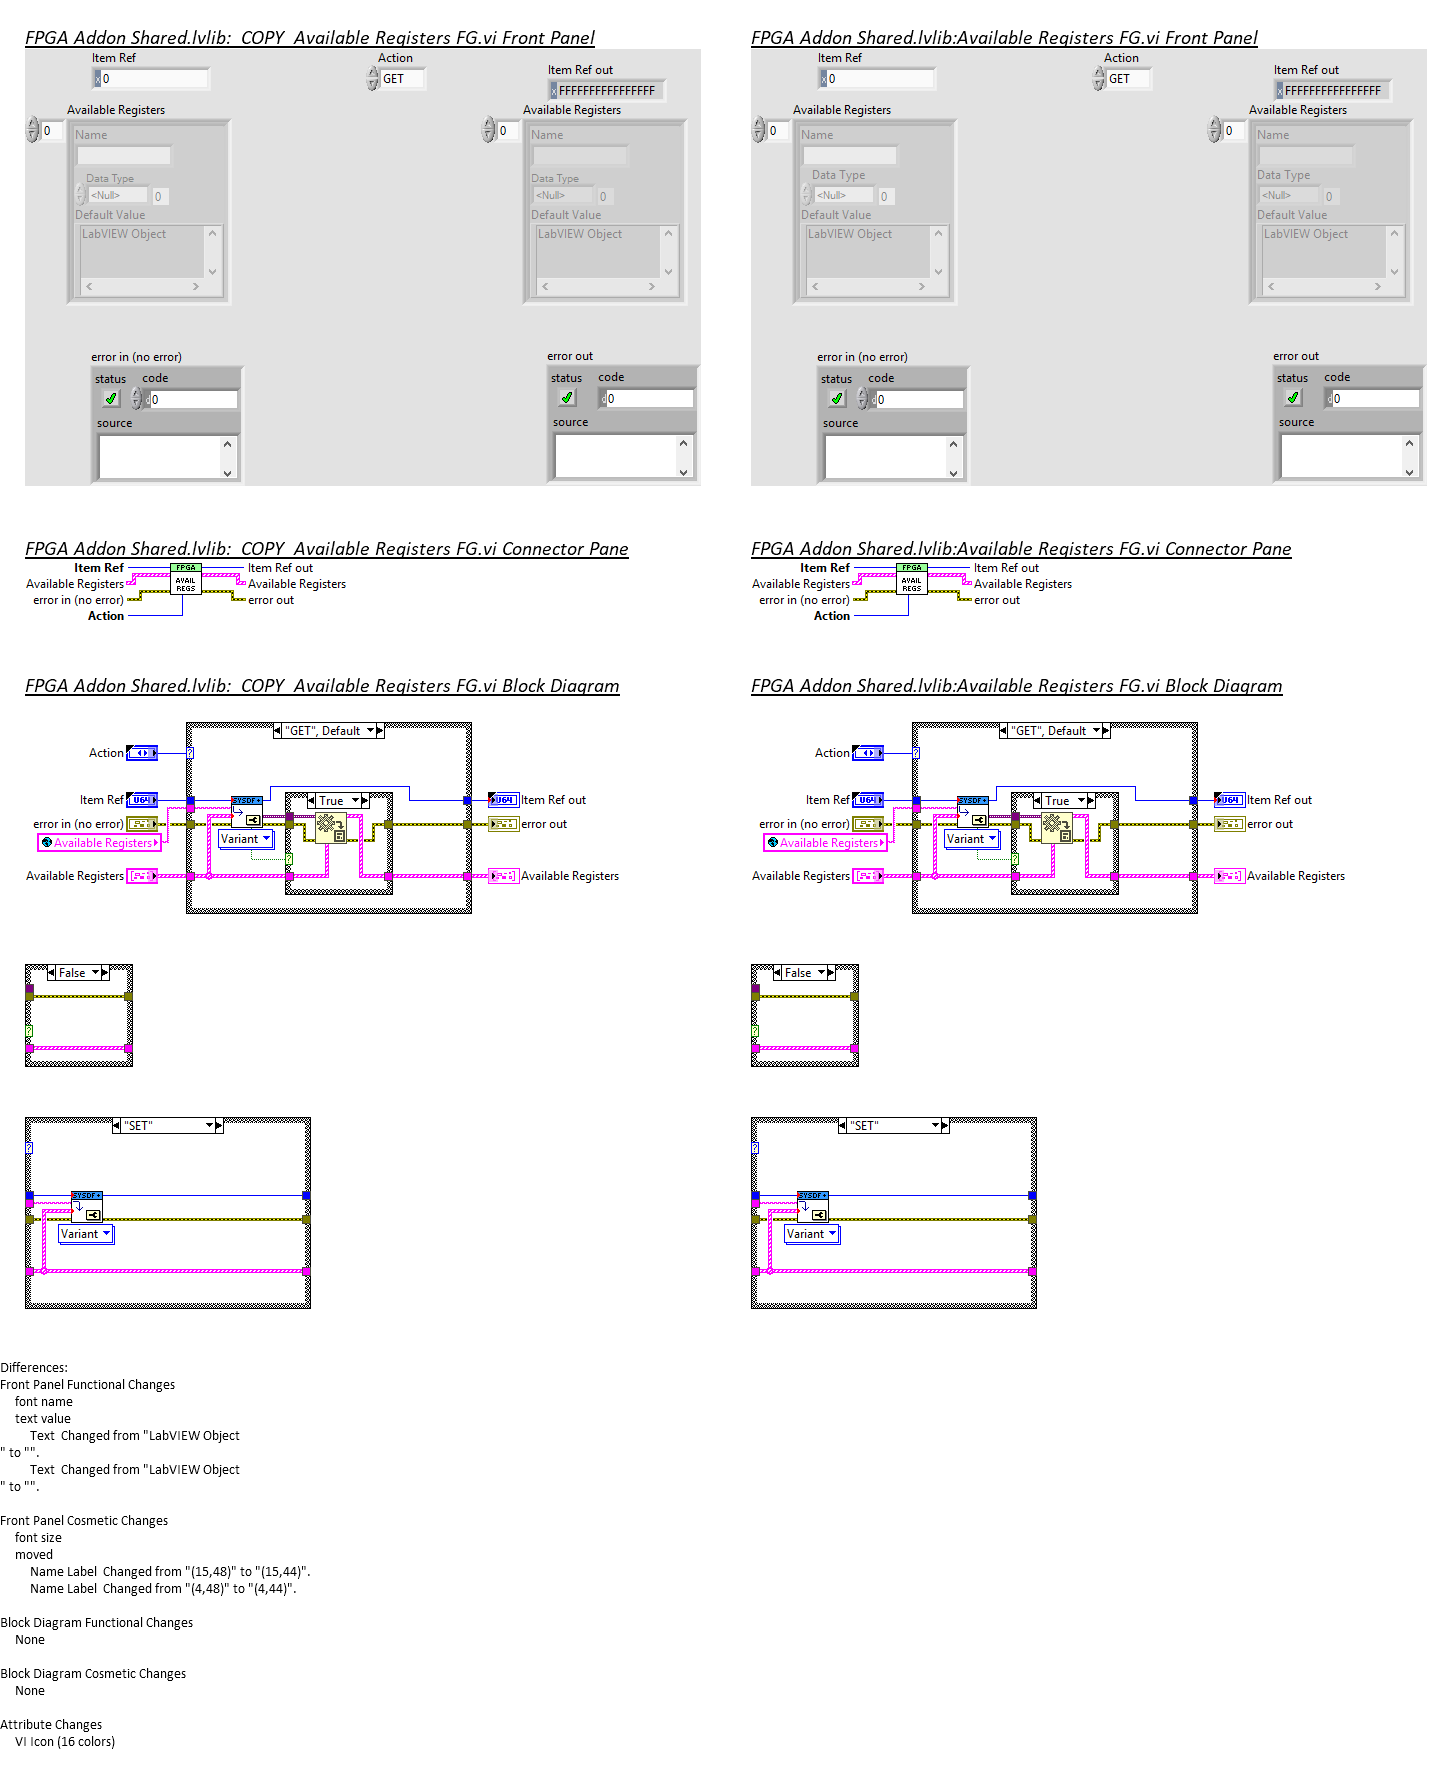 FPGA Addon Shared.lvlib:  COPY  Available Registers FG.vi Front Panel
Item Ref
x 0
Action
GET
Item Ref out
x FFFFFFFFFFFFFFFF
Available Registers
0
Name
Data Type
<Null>
0
Default Value
LabVIEW Object
Available Registers
0
Name
Data Type
<Null>
0
Default Value
LabVIEW Object
error in (no error)
status
code
d 0
source
error out
status
code
d 0
source
FPGA Addon Shared.lvlib:Available Registers FG.vi Front Panel
Item Ref
x 0
Action
GET
Item Ref out
x FFFFFFFFFFFFFFFF
Available Registers
0
Name
Data Type
<Null>
0
Default Value
LabVIEW Object
Available Registers
0
Name
Data Type
<Null>
0
Default Value
LabVIEW Object
error in (no error)
status
code
d 0
source
error out
status
code
d 0
source
FPGA Addon Shared.lvlib:  COPY  Available Registers FG.vi Connector Pane
Item Ref
Available Registers
error in (no error)
Action
FPGA
AVAIL
REGS
Item Ref out
Available Registers
error out
FPGA Addon Shared.lvlib:Available Registers FG.vi Connector Pane
Item Ref
Available Registers
error in (no error)
Action
FPGA
AVAIL
REGS
Item Ref out
Available Registers
error out
FPGA Addon Shared.lvlib:  COPY  Available Registers FG.vi Block Diagram
"GET", Default
Action
?
Item Ref
U64
SYSDF+
True
U64
Item Ref out
error in (no error)
error out
Available Registers
Variant
?
Available Registers
Available Registers
False
?
"SET"
?
SYSDF+
Variant
FPGA Addon Shared.lvlib:Available Registers FG.vi Block Diagram
"GET", Default
Action
?
Item Ref
U64
SYSDF+
True
U64
Item Ref out
error in (no error)
error out
Available Registers
Variant
?
Available Registers
Available Registers
False
?
"SET"
?
SYSDF+
Variant
Differences:
Front Panel Functional Changes
font name
text value
Text  Changed from "LabVIEW Object
" to "".
Text  Changed from "LabVIEW Object
" to "".
Front Panel Cosmetic Changes
font size
moved
Name Label  Changed from "(15,48)" to "(15,44)".
Name Label  Changed from "(4,48)" to "(4,44)".
Block Diagram Functional Changes
None
Block Diagram Cosmetic Changes
None
Attribute Changes
VI Icon (16 colors)